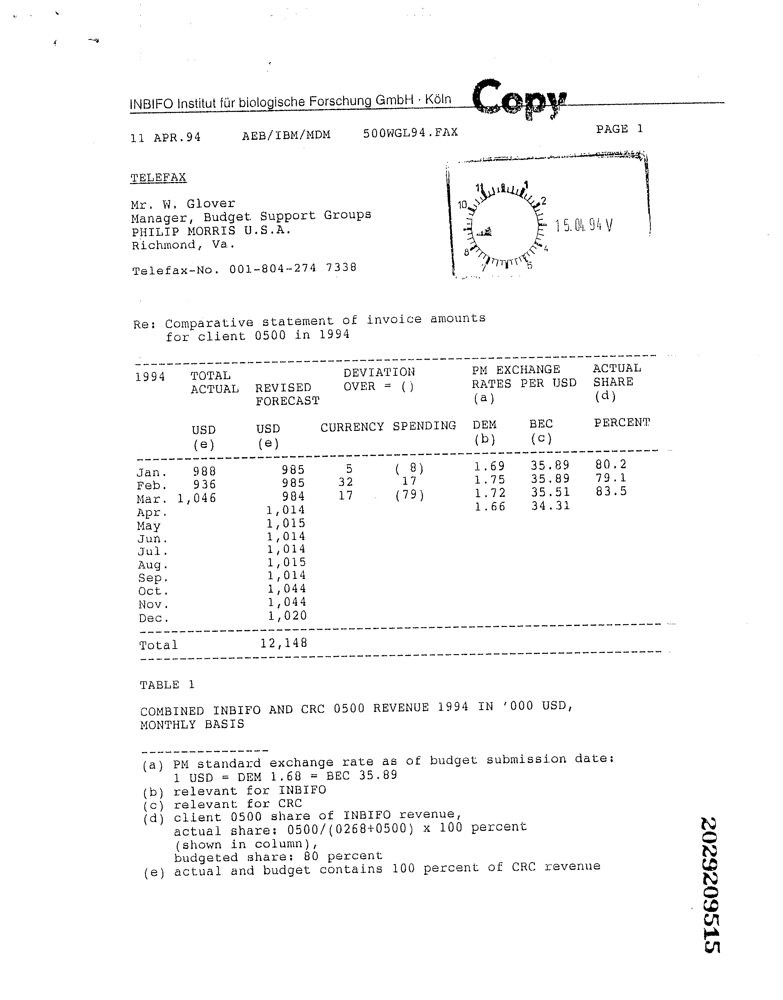 INBIFO Institut für biologische Forschung GmbH · Köln
Copy
11 APR.94 AEB/IBM/MDM 500WGL94.FAX PAGE 1
TELEFAX
Mr. W. Glover
Manager, Budget Support Groups
PHILIP MORRIS U.S.A.
Richmond, Va.
Telefax-No. 001-804-274 7338
11 1
10 2
15.04.94 V
8 4
7 5
Re: Comparative statement of invoice amounts
for client 0500 in 1994
1994 TOTAL DEVIATION PM EXCHANGE ACTUAL
ACTUAL REVISED OVER = () RATES PER USD SHARE
FORECAST (a) (d)
USD USD CURRENCY SPENDING DEM BEC PERCENT
(e) (e) (b) (c)
Jan. 988 985 5 ( 8) 1.69 35.89 80.2
Feb. 936 985 32 17 1.75 35.89 79.1
Mar. 1,046 984 17 (79) 1.72 35.51 83.5
Apr. 1,014 1.66 34.31
May 1,015
Jun. 1,014
Jul. 1,014
Aug. 1,015
Sep. 1,014
Oct. 1,044
Nov. 1,044
Dec. 1,020
Total 12,148
TABLE 1
COMBINED INBIFO AND CRC 0500 REVENUE 1994 IN '000 USD,
MONTHLY BASIS
(a) PM standard exchange rate as of budget submission date:
1 USD = DEM 1.68 = BEC 35.89
(b) relevant for INBIFO
(c) relevant for CRC
(d) client 0500 share of INBIFO revenue,
actual share: 0500/(0268+0500) x 100 percent
(shown in column),
budgeted share: 80 percent
(e) actual and budget contains 100 percent of CRC revenue
2029209515